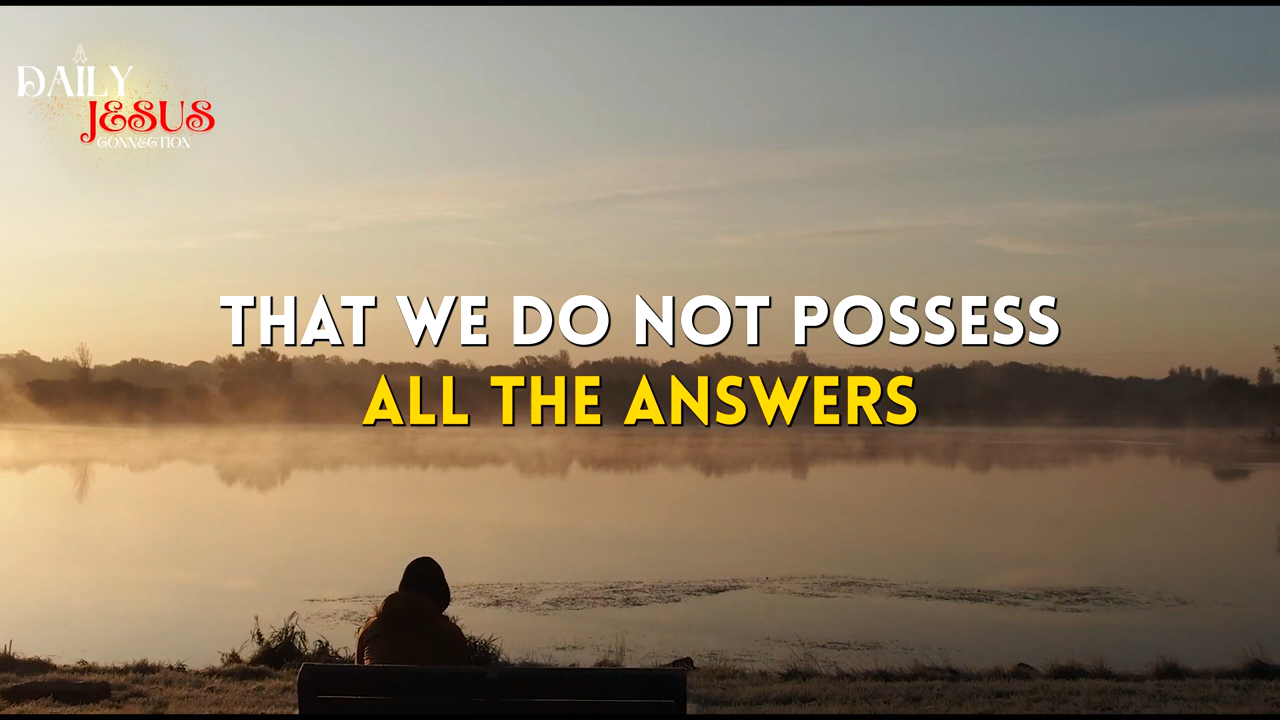 DAILY
JESUS
CONNECTION
THAT WE DO NOT POSSESS
ALL THE ANSWERS